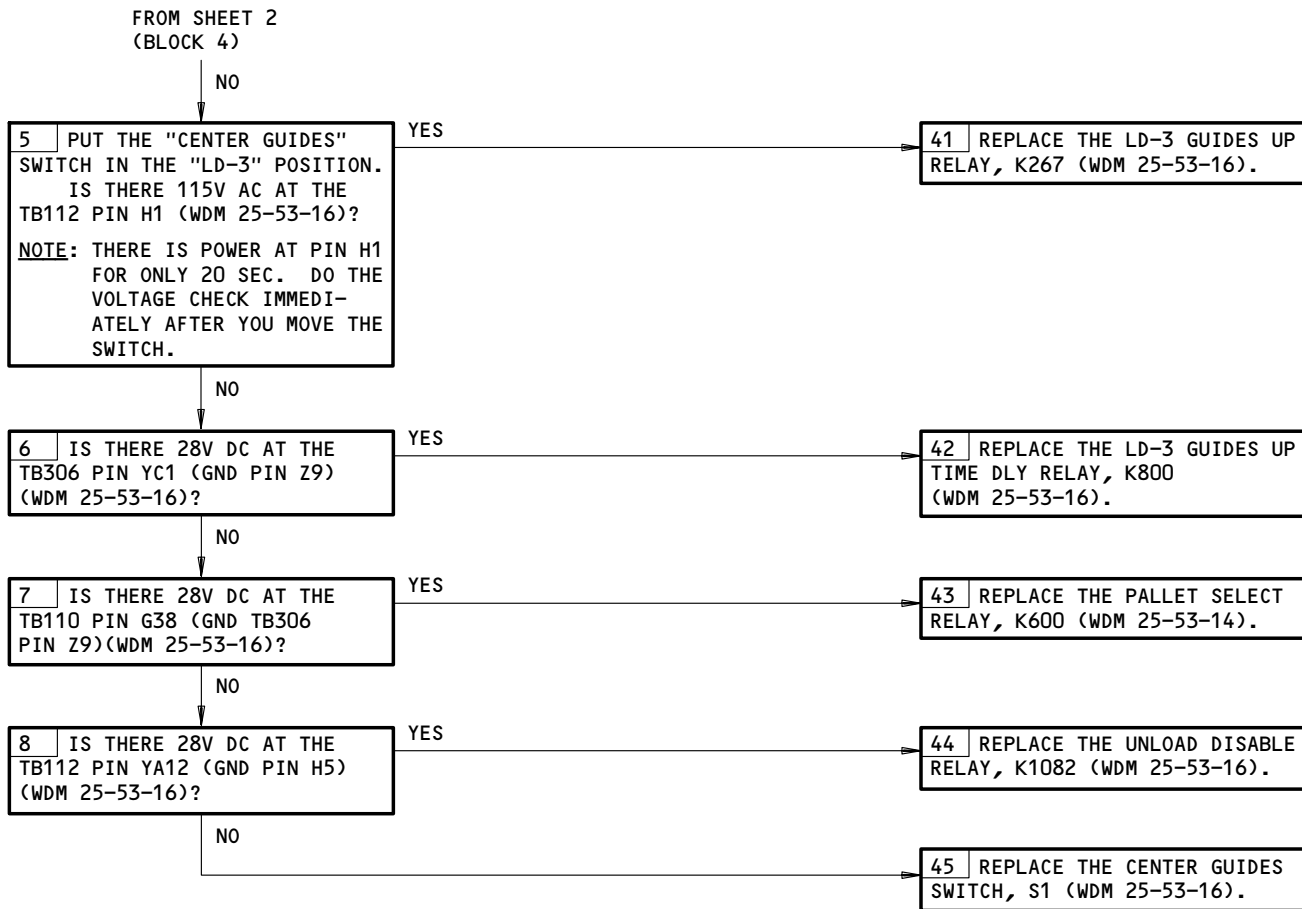 FROM SHEET 2
(BLOCK 4)
NO
5 PUT THE "CENTER GUIDES"
SWITCH IN THE "LD-3" POSITION.
IS THERE 115V AC AT THE
TB112 PIN H1 (WDM 25-53-16)?
NOTE: THERE IS POWER AT PIN H1
FOR ONLY 20 SEC. DO THE
VOLTAGE CHECK IMMEDI-
ATELY AFTER YOU MOVE THE
SWITCH.
YES
41 REPLACE THE LD-3 GUIDES UP
RELAY, K267 (WDM 25-53-16).
NO
6 IS THERE 28V DC AT THE
TB306 PIN YC1 (GND PIN Z9)
(WDM 25-53-16)?
YES
42 REPLACE THE LD-3 GUIDES UP
TIME DLY RELAY, K800
(WDM 25-53-16).
NO
7 IS THERE 28V DC AT THE
TB110 PIN G38 (GND TB306
PIN Z9)(WDM 25-53-16)?
YES
43 REPLACE THE PALLET SELECT
RELAY, K600 (WDM 25-53-14).
NO
8 IS THERE 28V DC AT THE
TB112 PIN YA12 (GND PIN H5)
(WDM 25-53-16)?
YES
44 REPLACE THE UNLOAD DISABLE
RELAY, K1082 (WDM 25-53-16).
NO
45 REPLACE THE CENTER GUIDES
SWITCH, S1 (WDM 25-53-16).